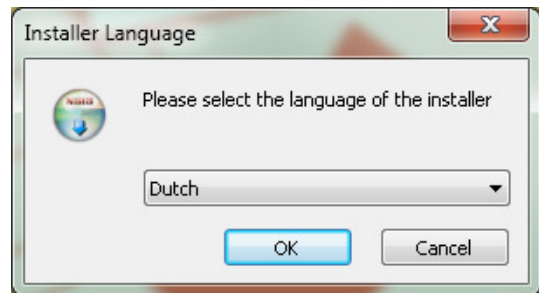 Installer Language
Please select the language of the installer
Dutch
OK
Cancel